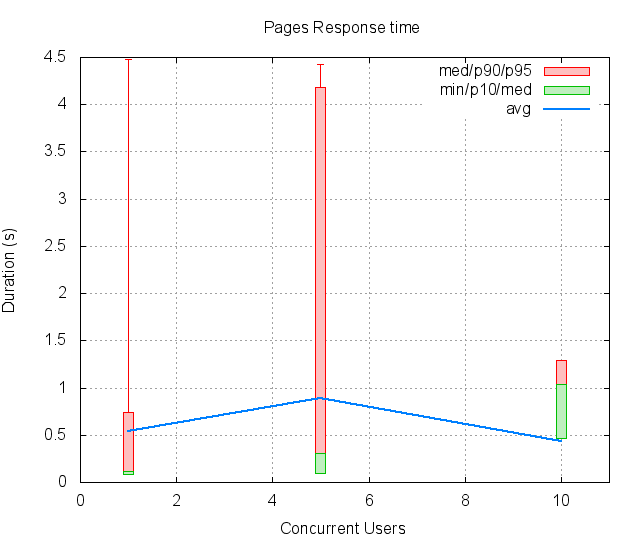 Pages Response time
4.5
4
3.5
3
2.5
2
1.5
1
0.5
0
Duration (s)
med/p90/p95
min/p10/med
avg
0 2 4 6 8 10
Concurrent Users